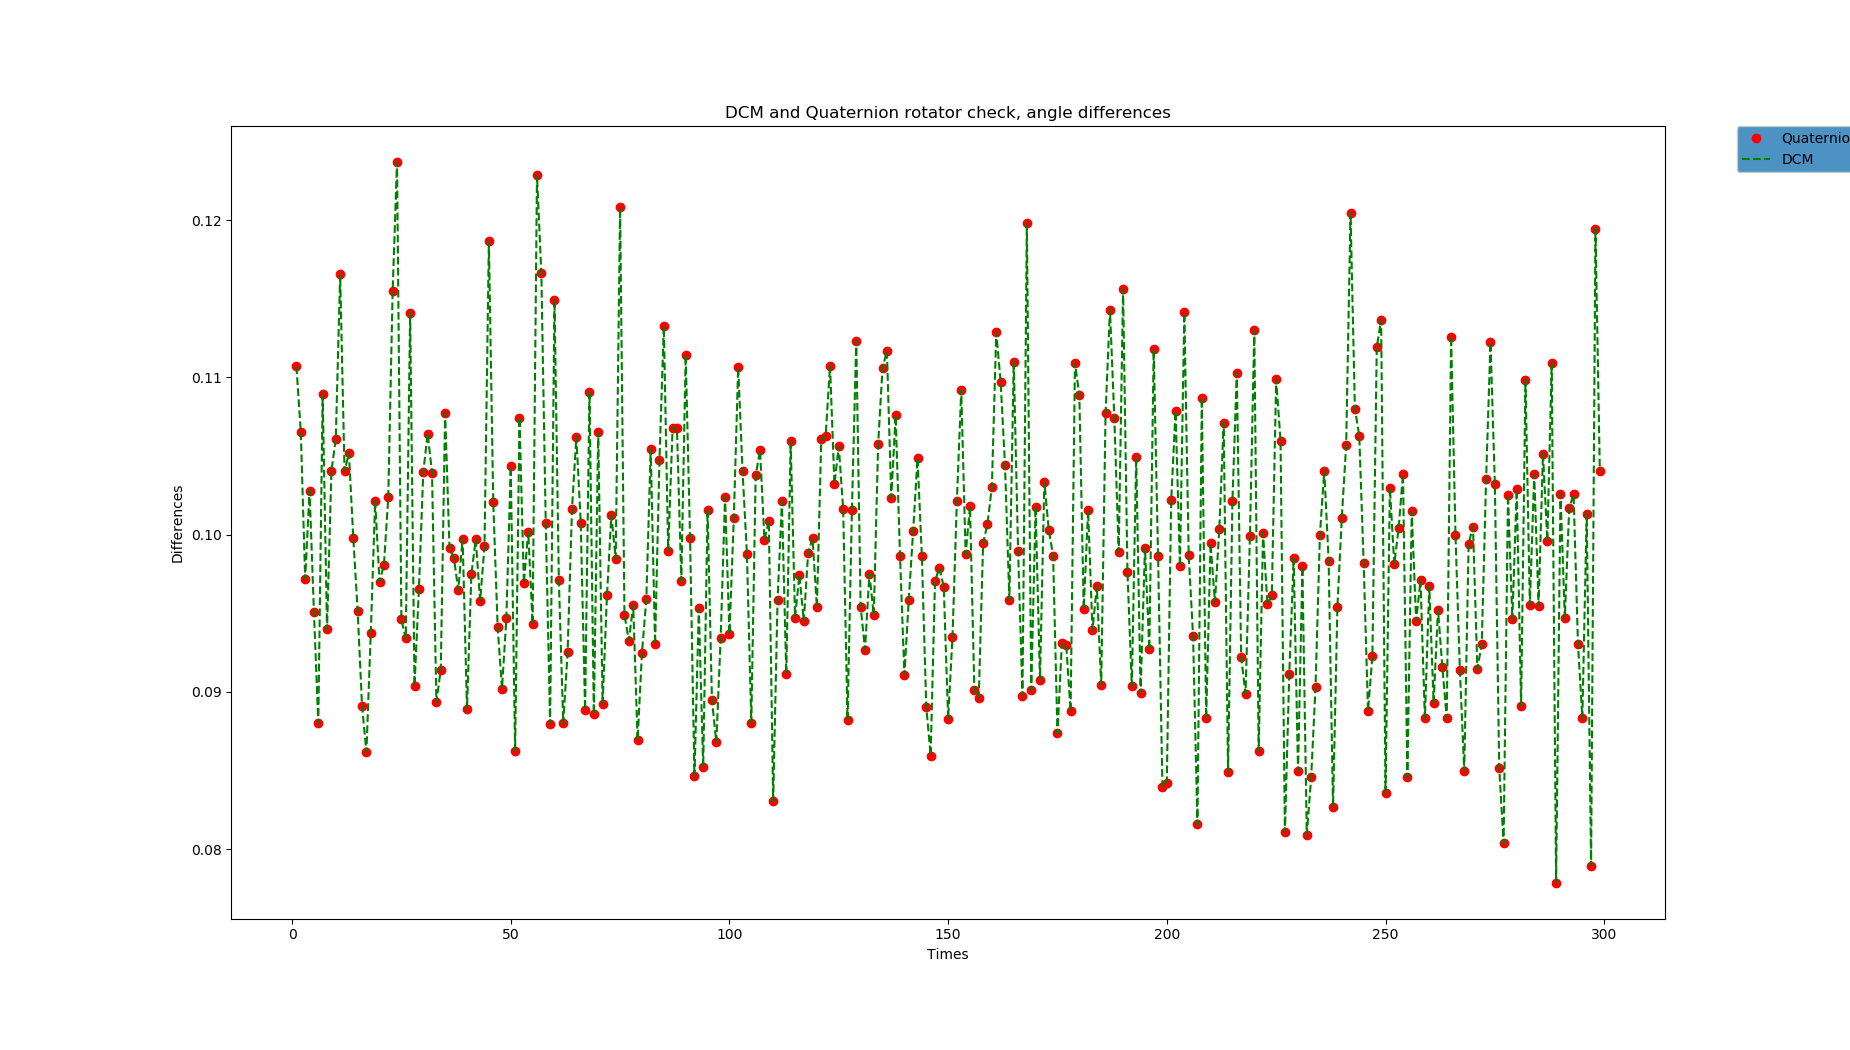 DCM and Quaternion rotator check, angle differences
Quaternio
DCM
0.12
0.11
0.10
0.09
0.08
Differences
0
50
100
150
200
250
300
Times